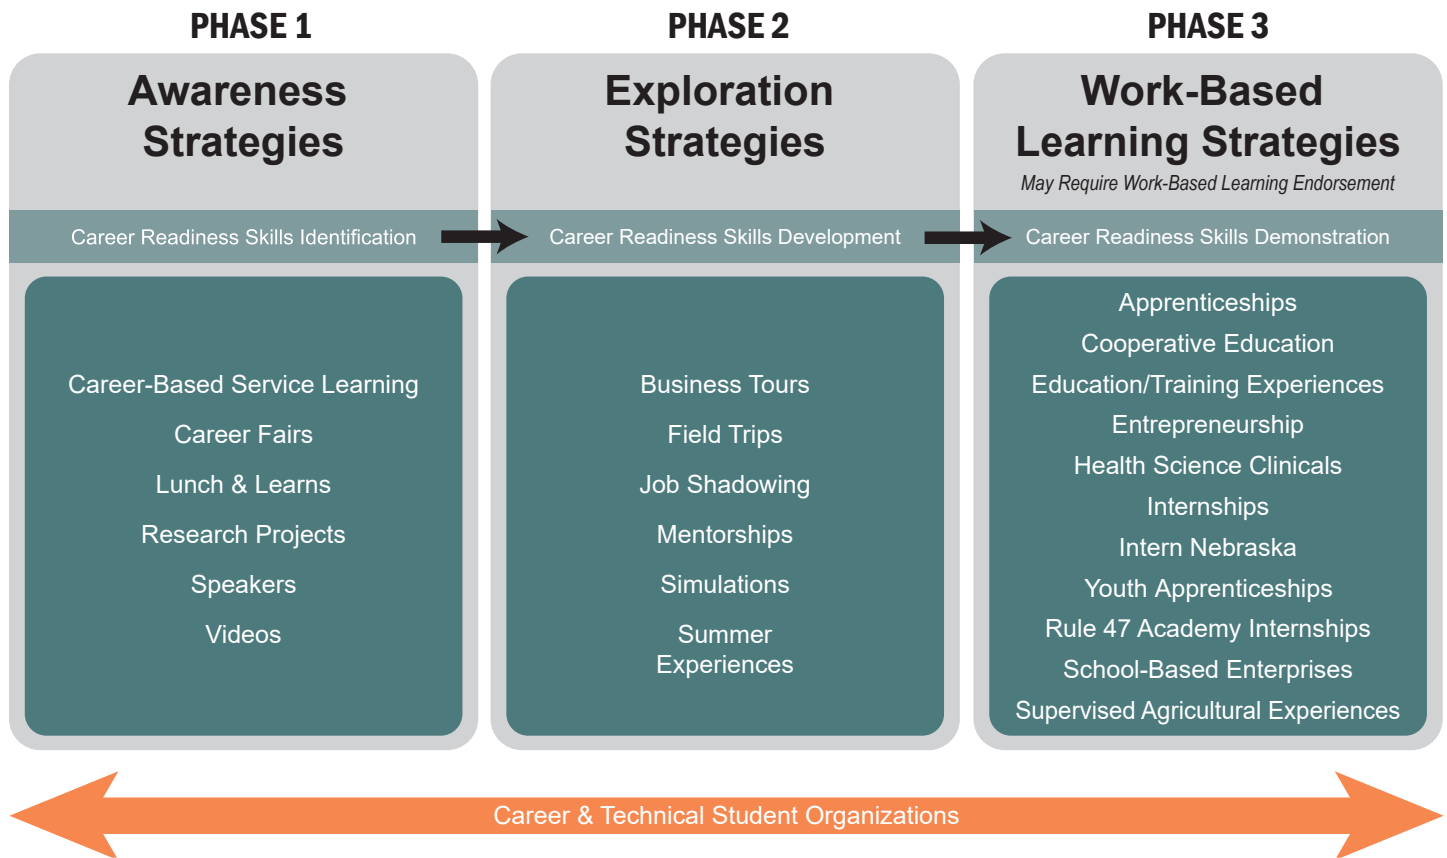 PHASE 1
Awareness
Strategies
Career Readiness Skills Identification
Career-Based Service Learning
Career Fairs
Lunch & Learns
Research Projects
Speakers
Videos
PHASE 2
Exploration
Strategies
Career Readiness Skills Development
Business Tours
Field Trips
Job Shadowing
Mentorships
Simulations
Summer
Experiences
PHASE 3
Work-Based
Learning Strategies
May Require Work-Based Learning Endorsement
Career Readiness Skills Demonstration
Apprenticeships
Cooperative Education
Education/Training Experiences
Entrepreneurship
Health Science Clinicals
Internships
Intern Nebraska
Youth Apprenticeships
Rule 47 Academy Internships
School-Based Enterprises
Supervised Agricultural Experiences
Career & Technical Student Organizations